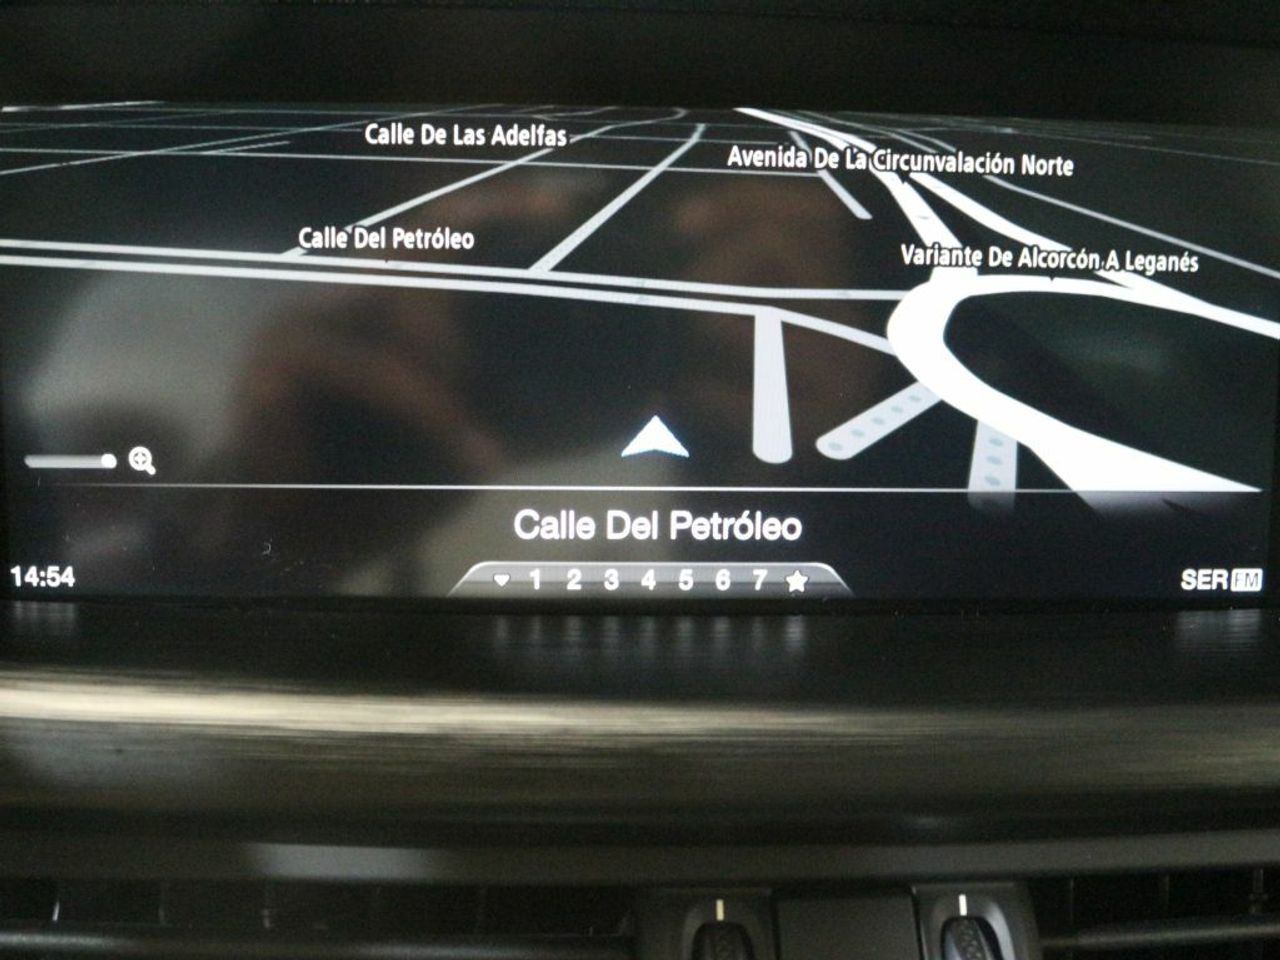 Calle De Las Adelfas
Avenida De La Circunvalación Norte
Calle Del Petróleo
Variante De Alcorcón A Leganés
Calle Del Petróleo
14:54
1 2 3 4 5 6 7
SER FM